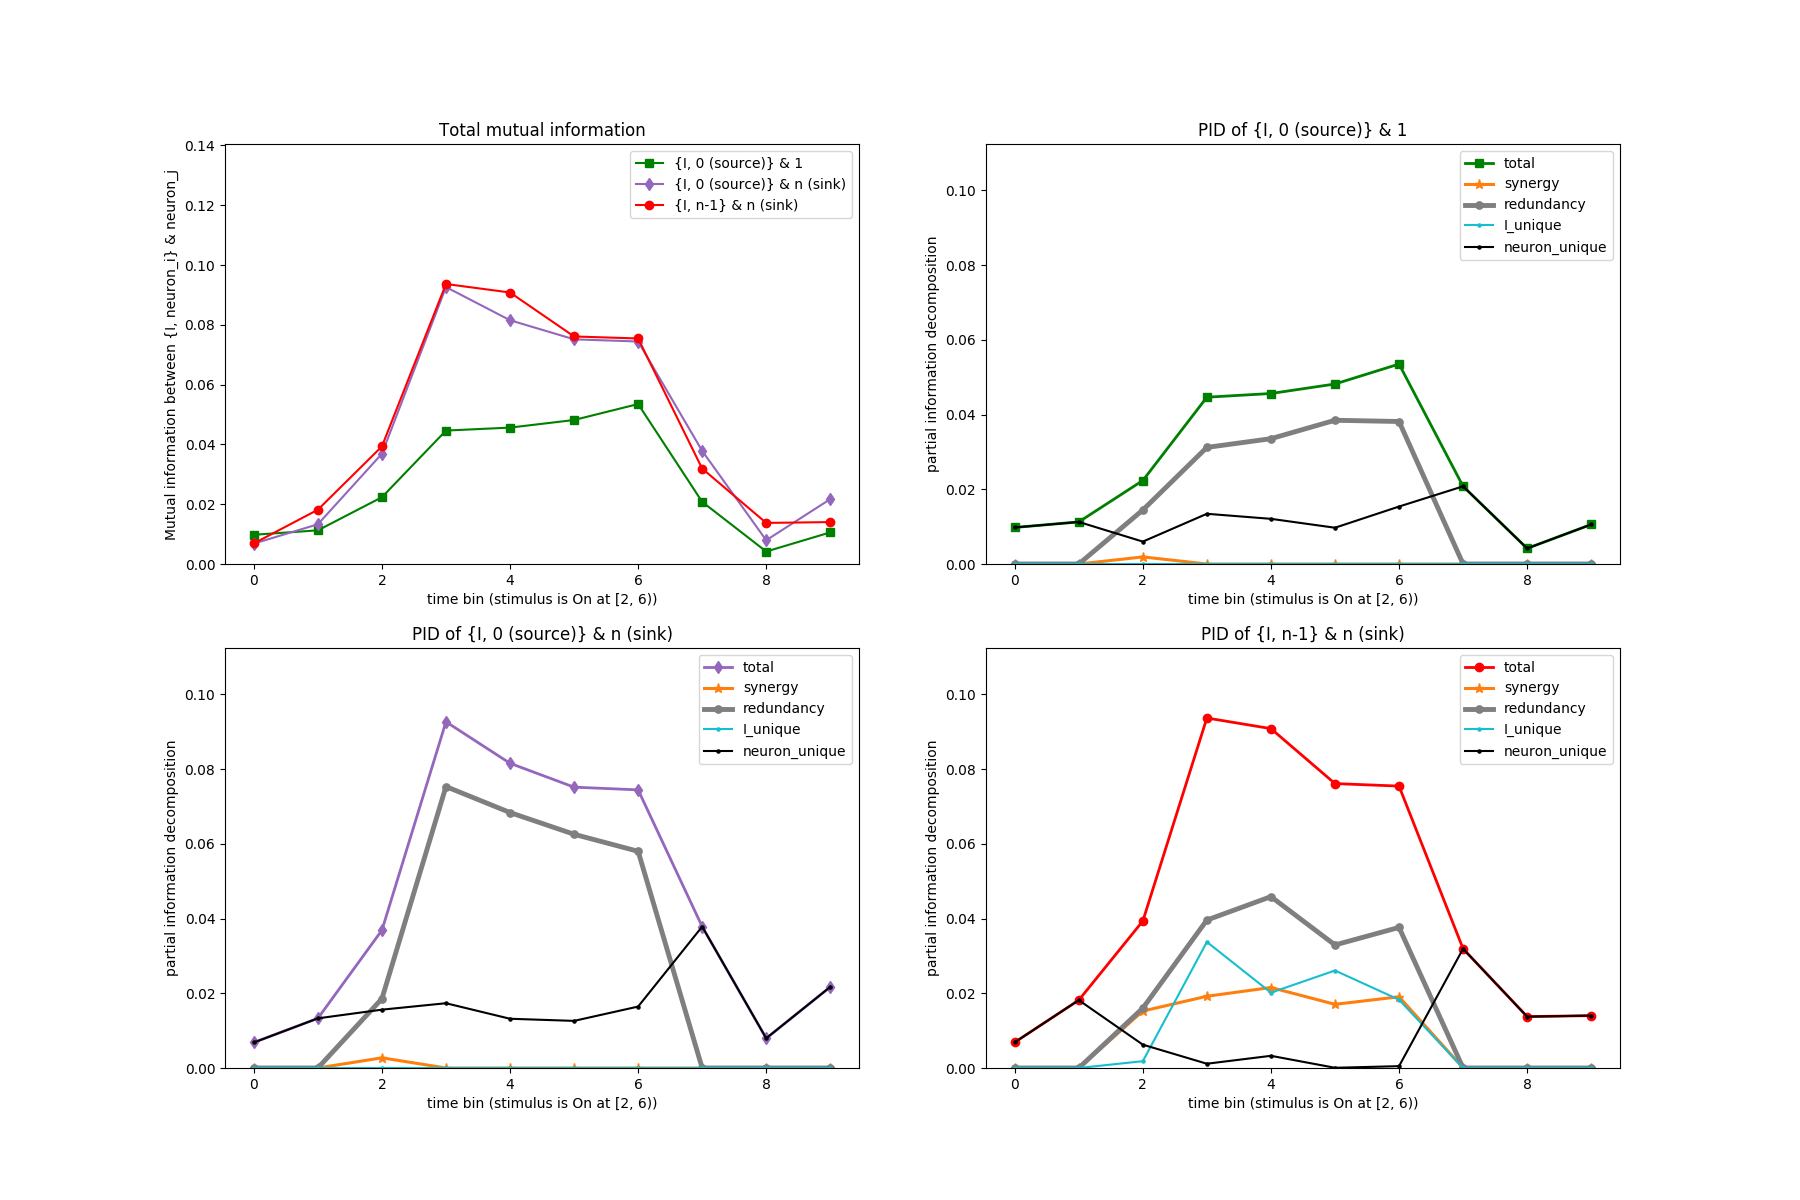 Total mutual information
Mutual information between {I, neuron_i} & neuron_j
0.14
0.12
0.10
0.08
0.06
0.04
0.02
0.00
{I, 0 (source)} & 1
{I, 0 (source)} & n (sink)
{I, n-1} & n (sink)
0 2 4 6 8
time bin (stimulus is On at [2, 6))
PID of {I, 0 (source)} & 1
partial information decomposition
0.10
0.08
0.06
0.04
0.02
0.00
total
synergy
redundancy
I_unique
neuron_unique
0 2 4 6 8
time bin (stimulus is On at [2, 6))
PID of {I, 0 (source)} & n (sink)
partial information decomposition
0.10
0.08
0.06
0.04
0.02
0.00
total
synergy
redundancy
I_unique
neuron_unique
0 2 4 6 8
time bin (stimulus is On at [2, 6))
PID of {I, n-1} & n (sink)
partial information decomposition
0.10
0.08
0.06
0.04
0.02
0.00
total
synergy
redundancy
I_unique
neuron_unique
0 2 4 6 8
time bin (stimulus is On at [2, 6))